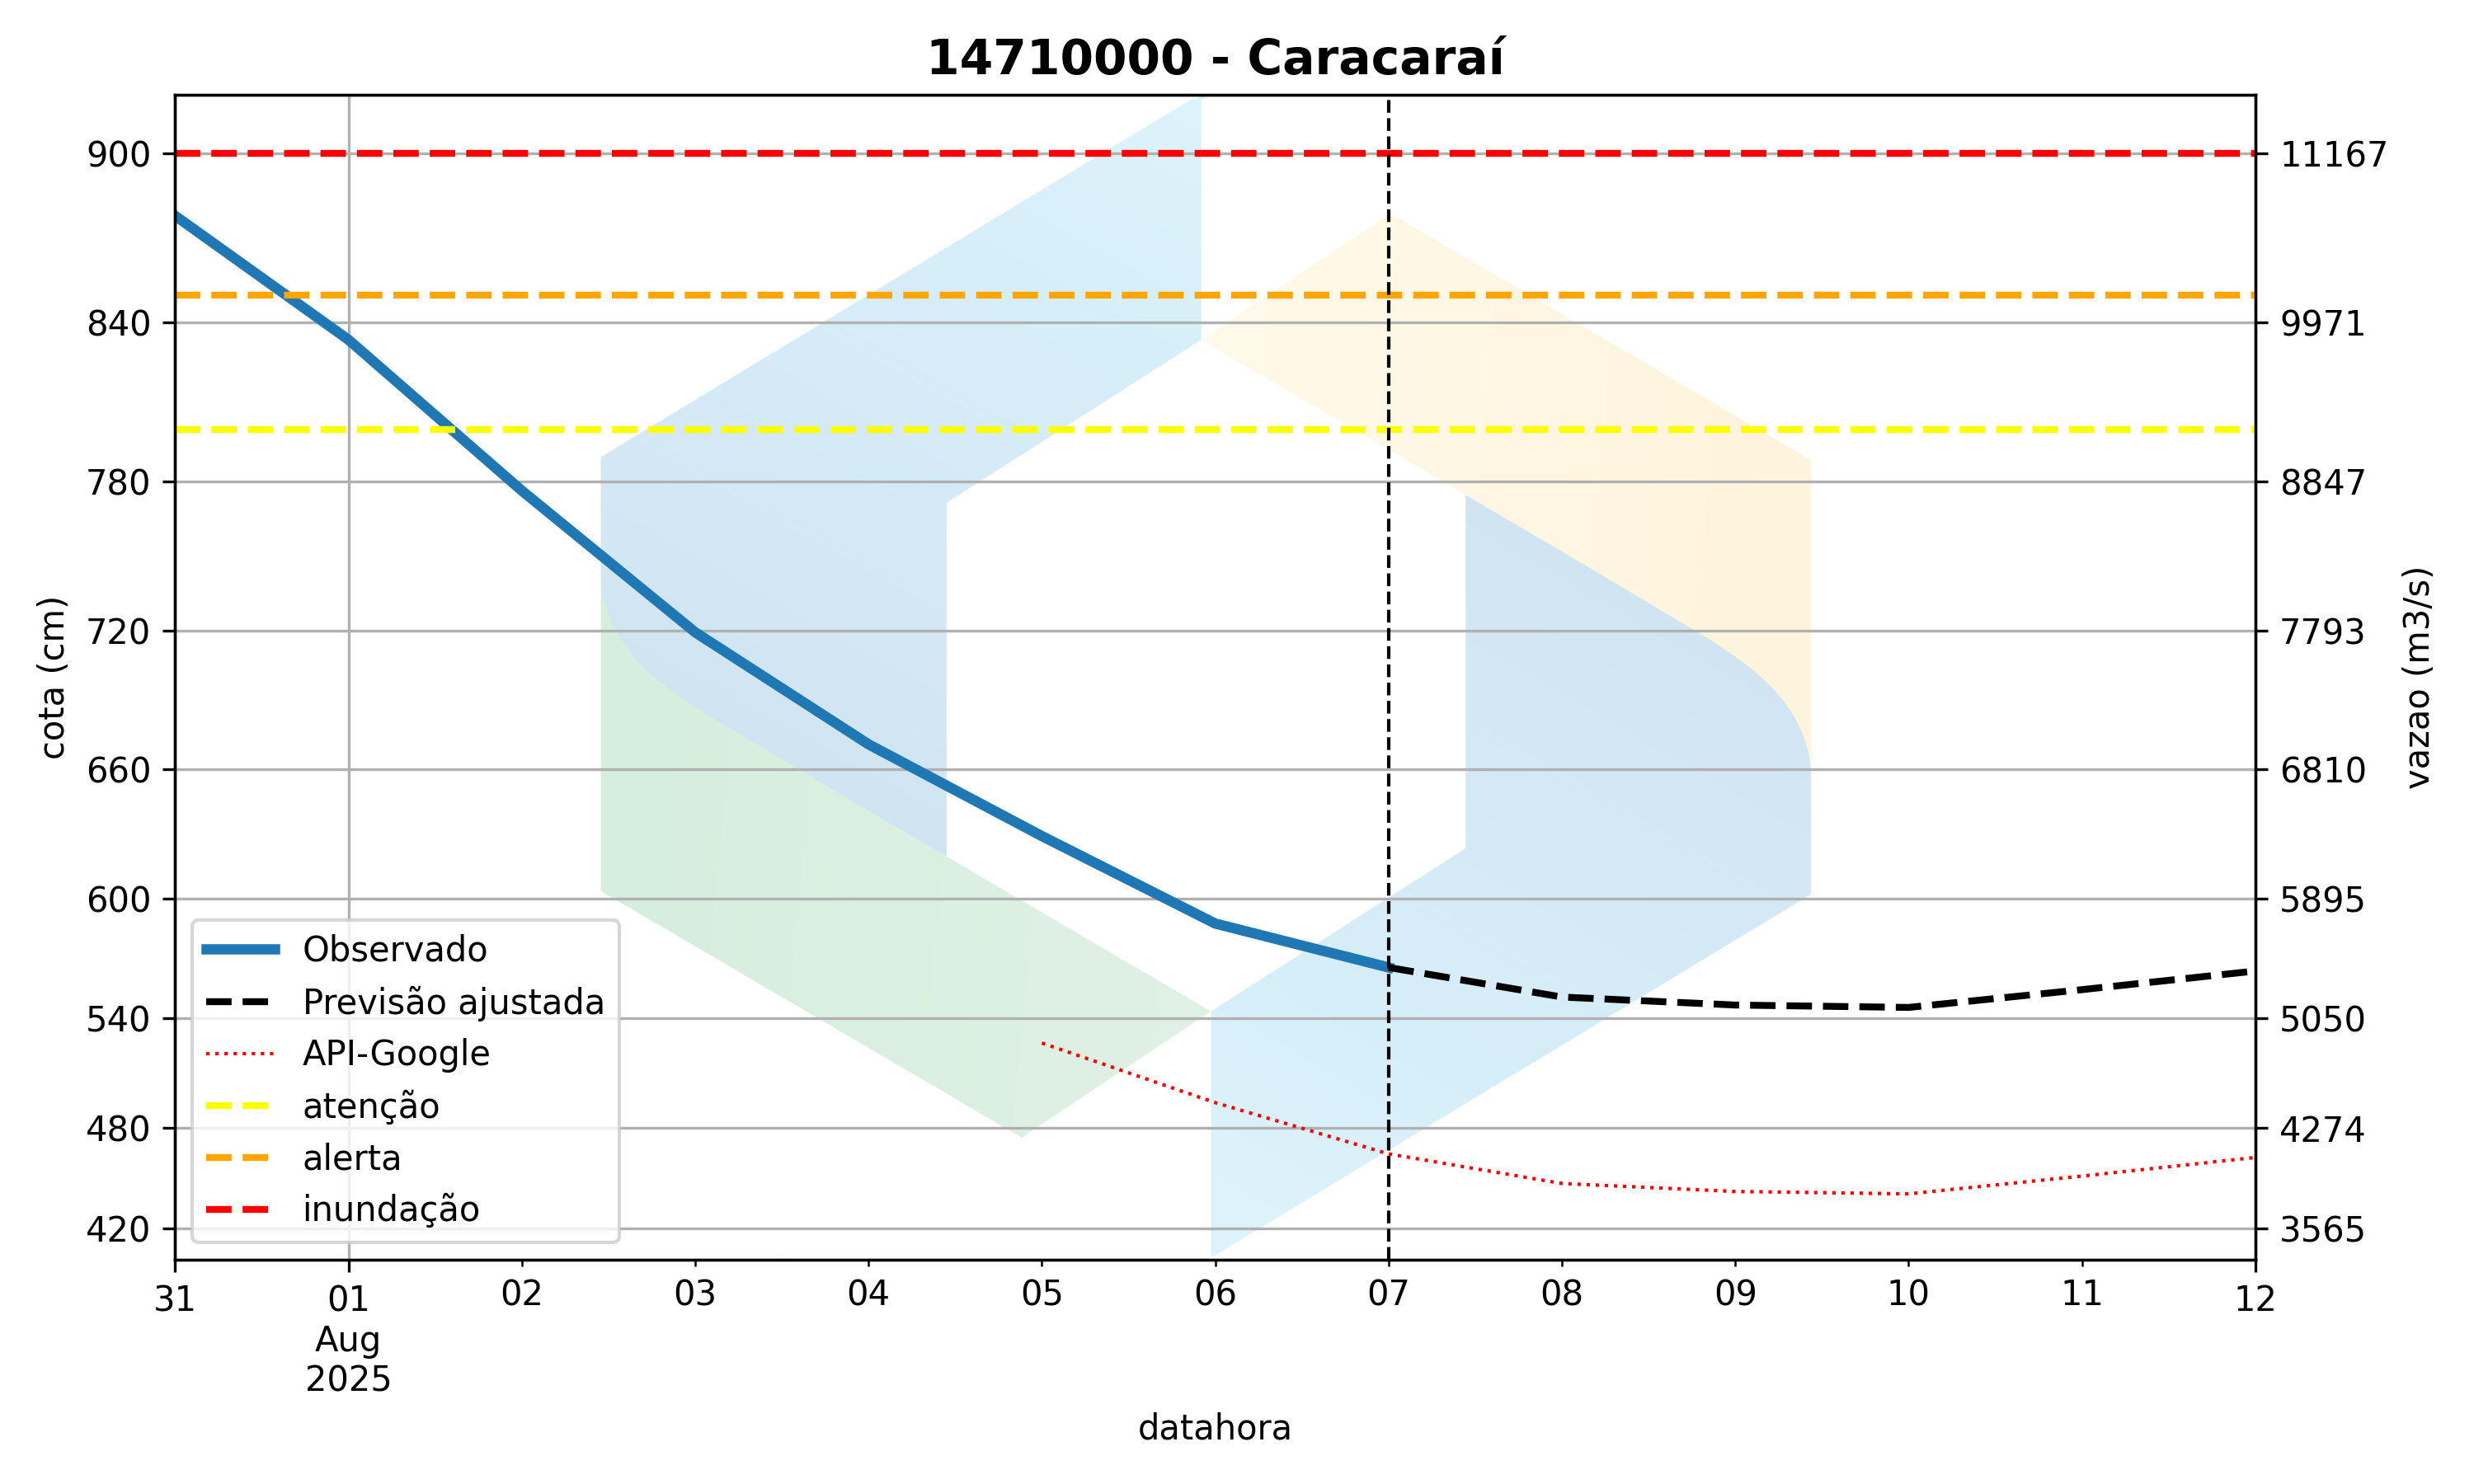 14710000 - Caracaraí
900
840
780
720
660
600
540
480
420
cota (cm)
11167
9971
8847
7793
6810
5895
5050
4274
3565
vazao (m3/s)
Observado
Previsão ajustada
API-Google
atenção
alerta
inundação
31
01
02
03
04
05
06
07
08
09
10
11
12
Aug
2025
datahora